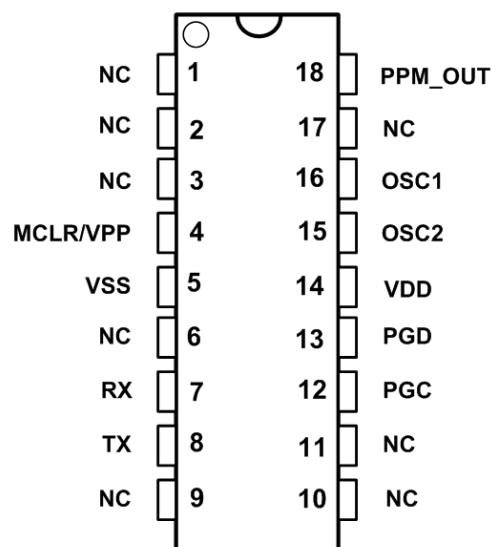 NC 1 18 PPM_OUT
NC 2 17 NC
NC 3 16 OSC1
MCLR/VPP 4 15 OSC2
VSS 5 14 VDD
NC 6 13 PGD
RX 7 12 PGC
TX 8 11 NC
NC 9 10 NC